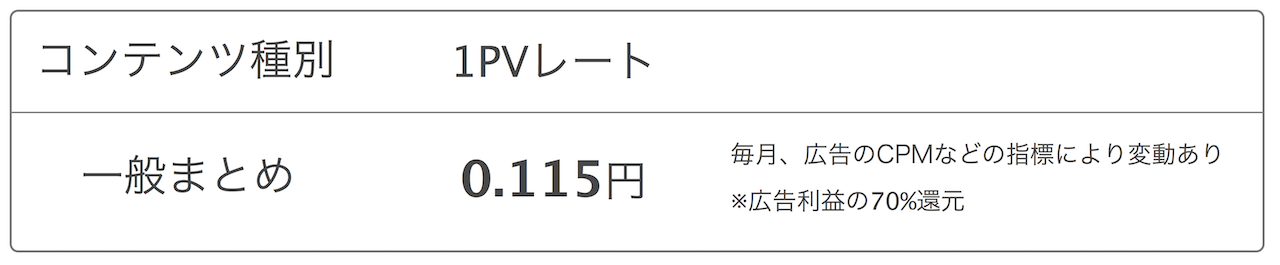 コンテンツ種別 1PVレート
一般まとめ 0.115円
毎月、広告のCPMなどの指標により変動あり
※広告利益の70%還元